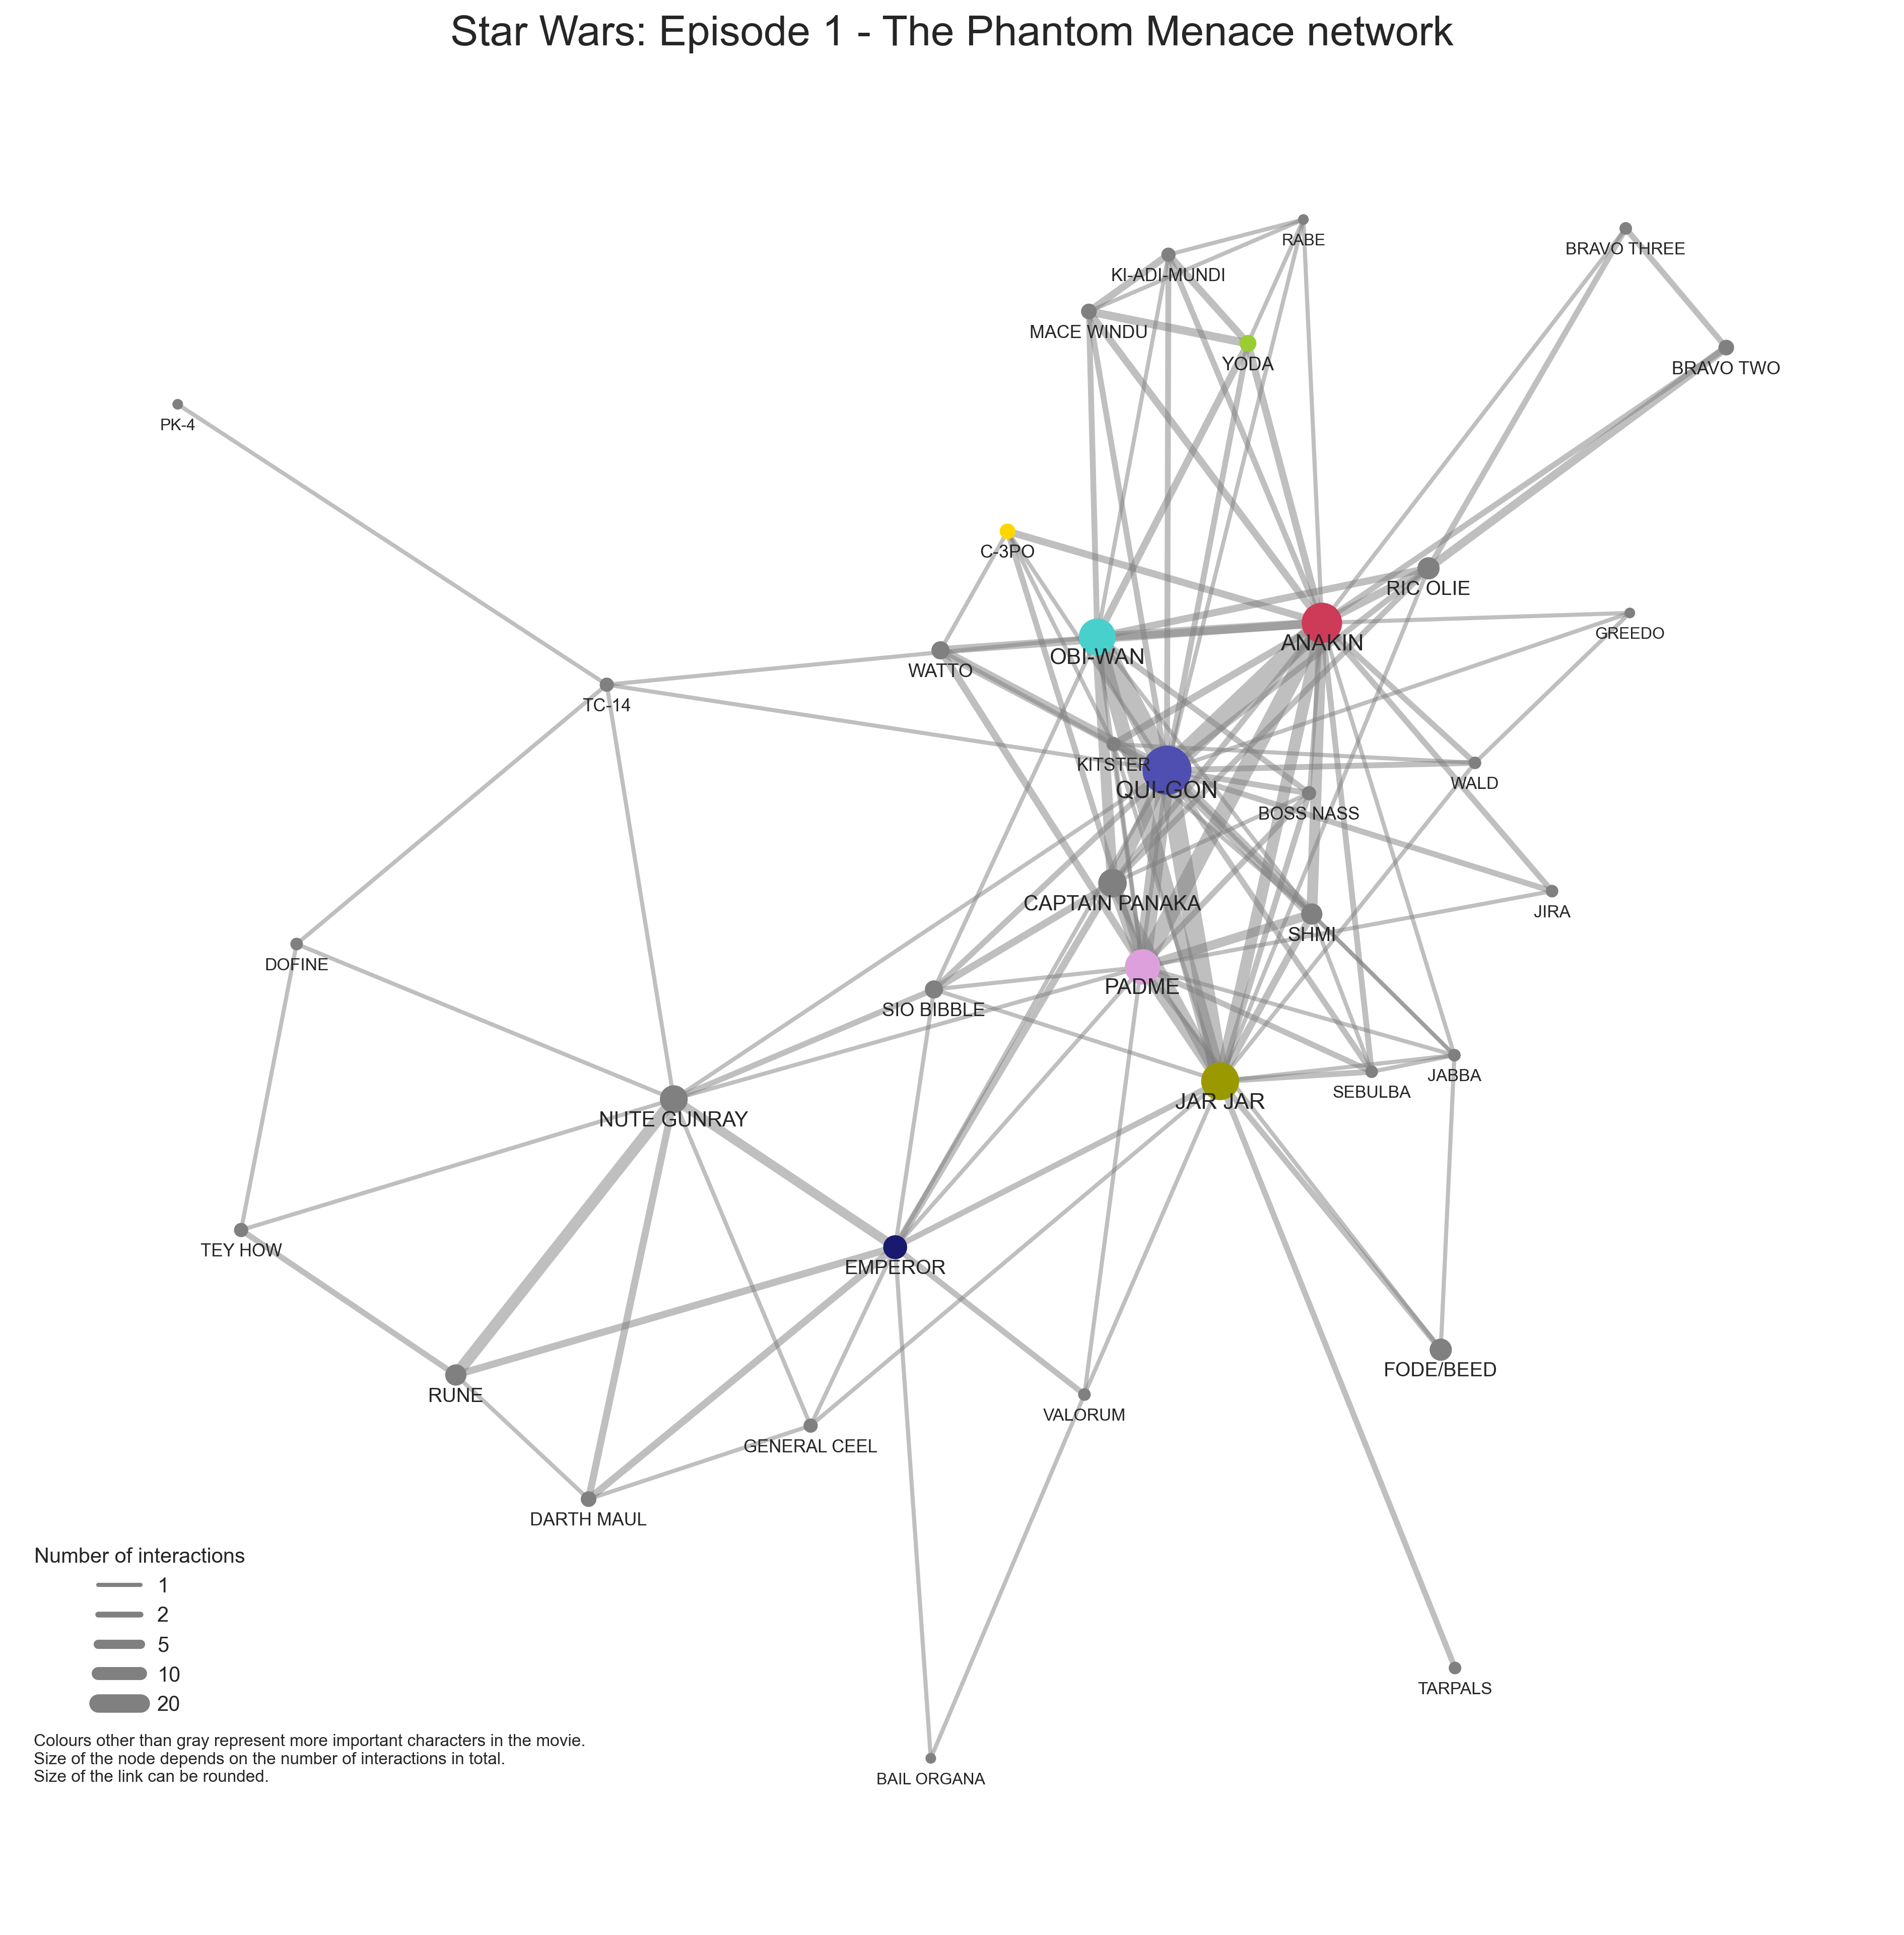 Star Wars: Episode 1 - The Phantom Menace network
RABE
BRAVO THREE
KI-ADI-MUNDI
MACE WINDU
YODA
BRAVO TWO
PK-4
C-3PO
RIC OLIE
GREEDO
ANAKIN
OBI-WAN
WATTO
TC-14
KITSTER
WALD
QUI-GON
BOSS NASS
CAPTAIN PANAKA
JIRA
SHMI
DOFINE
PADME
SIO BIBBLE
JABBA
SEBULBA
JAR JAR
NUTE GUNRAY
TEY HOW
EMPEROR
FODE/BEED
RUNE
VALORUM
GENERAL CEEL
DARTH MAUL
Number of interactions
1
2
5
10
20
TARPALS
Colours other than gray represent more important characters in the movie.
Size of the node depends on the number of interactions in total.
Size of the link can be rounded.
BAIL ORGANA